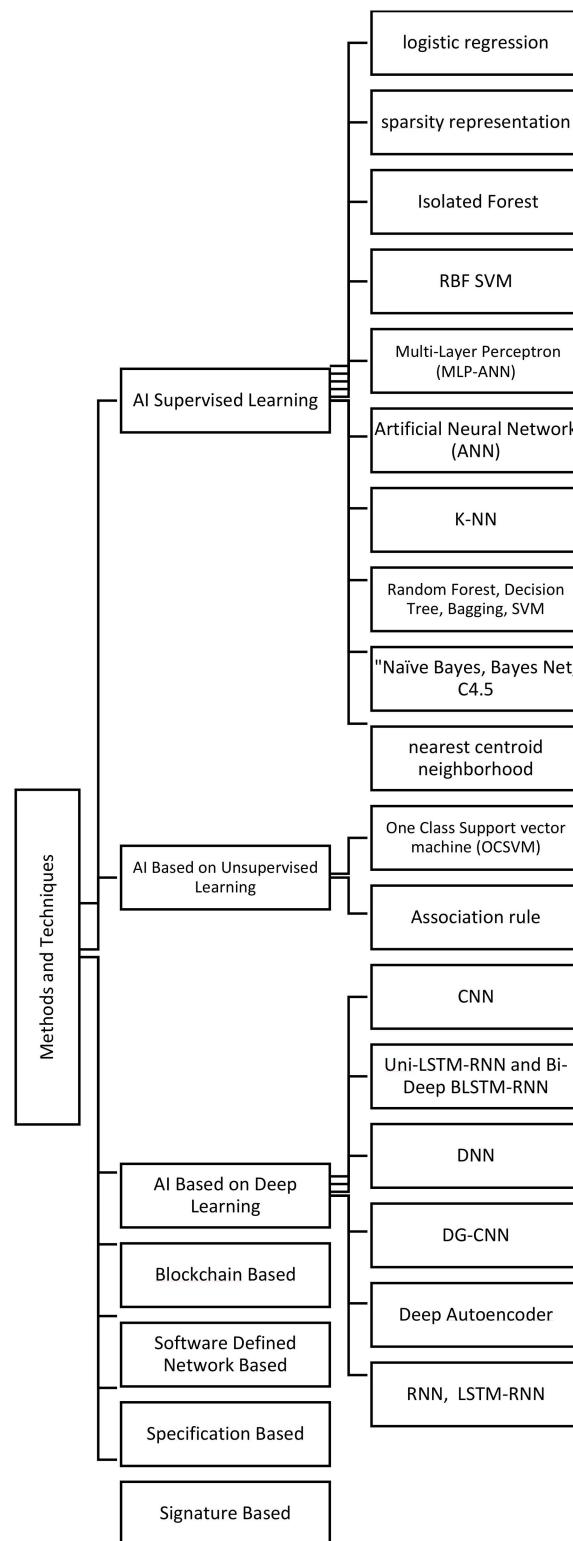 Methods and Techniques
AI Supervised Learning
logistic regression
sparsity representation
Isolated Forest
RBF SVM
Multi-Layer Perceptron
(MLP-ANN)
Artificial Neural Network
(ANN)
K-NN
Random Forest, Decision
Tree, Bagging, SVM
"Naïve Bayes, Bayes Net,
C4.5
nearest centroid
neighborhood
AI Based on Unsupervised
Learning
One Class Support vector
machine (OCSVM)
Association rule
AI Based on Deep
Learning
CNN
Uni-LSTM-RNN and Bi-
Deep BLSTM-RNN
DNN
DG-CNN
Deep Autoencoder
RNN, LSTM-RNN
Blockchain Based
Software Defined
Network Based
Specification Based
Signature Based